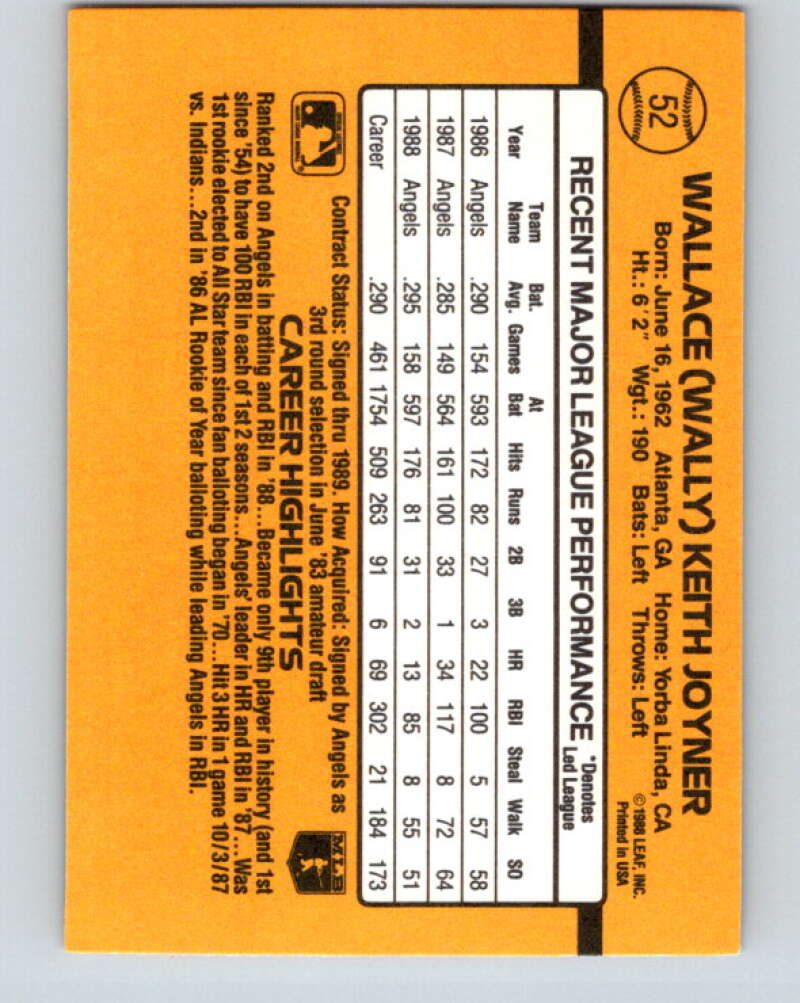 52
WALLACE (WALLY) KEITH JOYNER
Born: June 16, 1962 Atlanta, GA Home: Yorba Linda, CA
Ht.: 6'2" Wgt.: 190 Bats: Left Throws: Left
©1988 LEAF, INC.
Printed in USA
RECENT MAJOR LEAGUE PERFORMANCE *Denotes
Led League
Team Bat. At
Year Name Avg. Games Bat Hits Runs 2B 3B HR RBI Steal Walk SO
1986 Angels .290 154 593 172 82 27 3 22 100 5 57 58
1987 Angels .285 149 564 161 100 33 1 34 117 8 72 64
1988 Angels .295 158 597 176 81 31 2 13 85 8 55 51
Career .290 461 1754 509 263 91 6 69 302 21 184 173
Contract Status: Signed thru 1989. How Acquired: Signed by Angels as
3rd round selection in June '83 amateur draft
MLB
CAREER HIGHLIGHTS
Ranked 2nd on Angels in batting and RBI in '88...Became only 9th player in history (and 1st
since '54) to have 100 RBI in each of 1st 2 seasons...Angels' leader in HR and RBI in '87...Was
1st rookie elected to All Star team since fan balloting began in '70...Hit 3 HR in 1 game 10/3/87
vs. Indians...2nd in '86 AL Rookie of Year balloting while leading Angels in RBI.